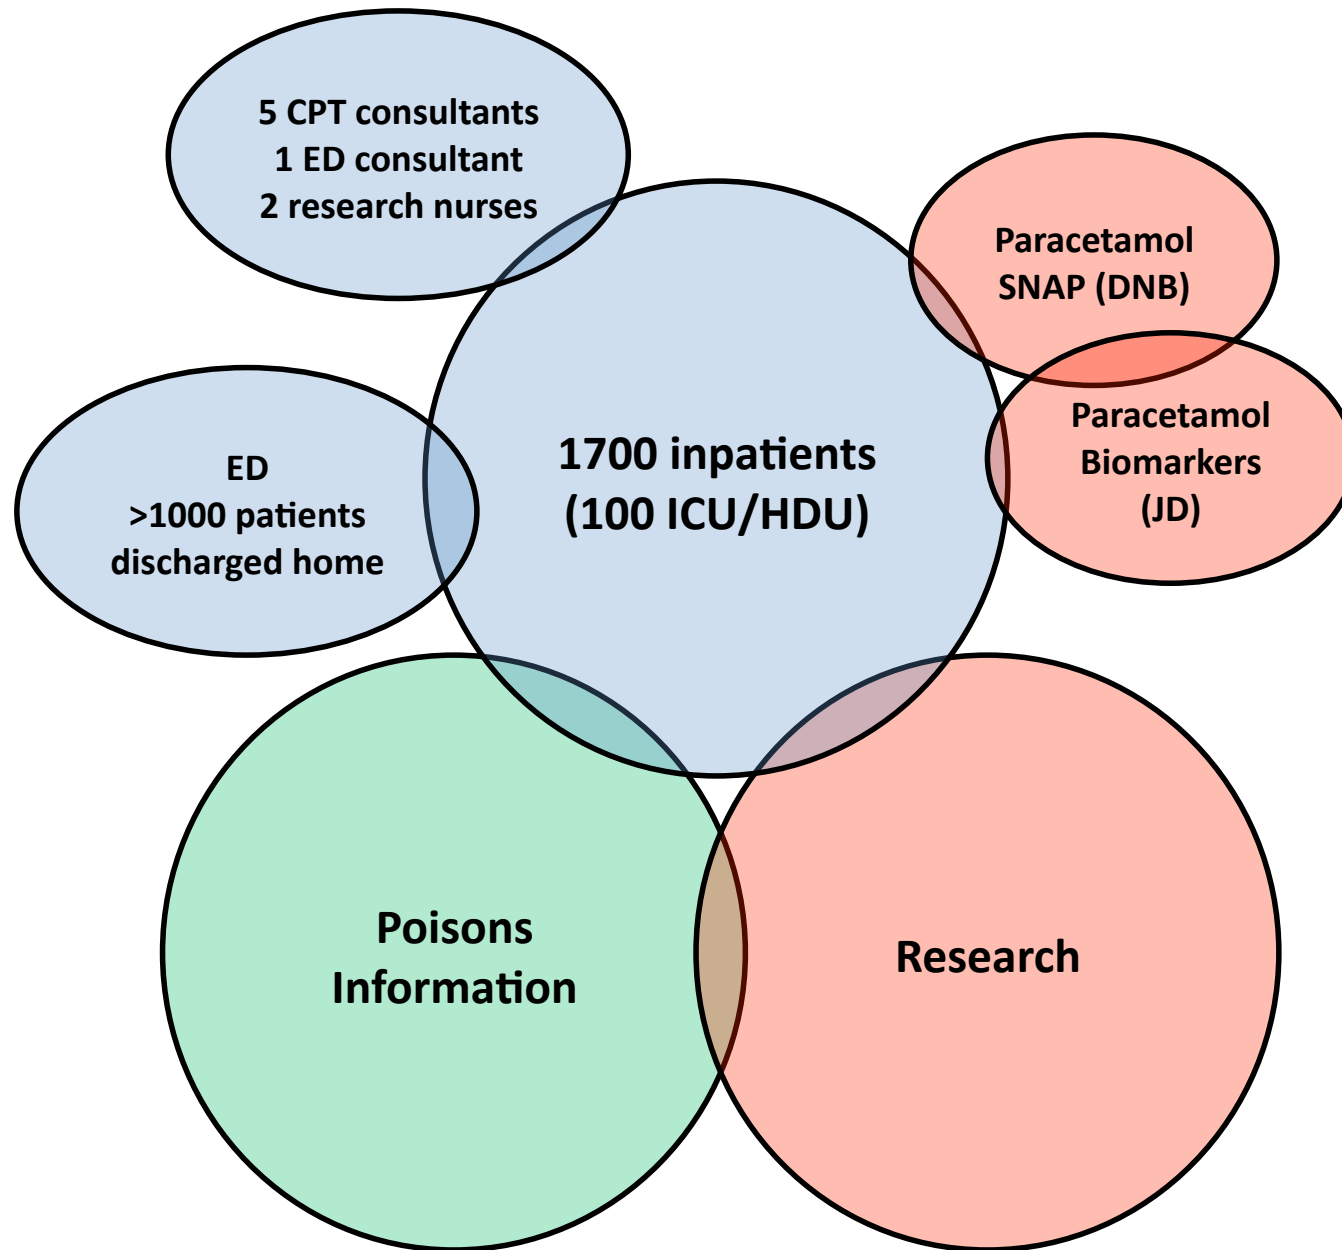 5 CPT consultants
1 ED consultant
2 research nurses
Paracetamol
SNAP (DNB)
Paracetamol
Biomarkers
(JD)
1700 inpatients
(100 ICU/HDU)
ED
>1000 patients
discharged home
Poisons
Information
Research